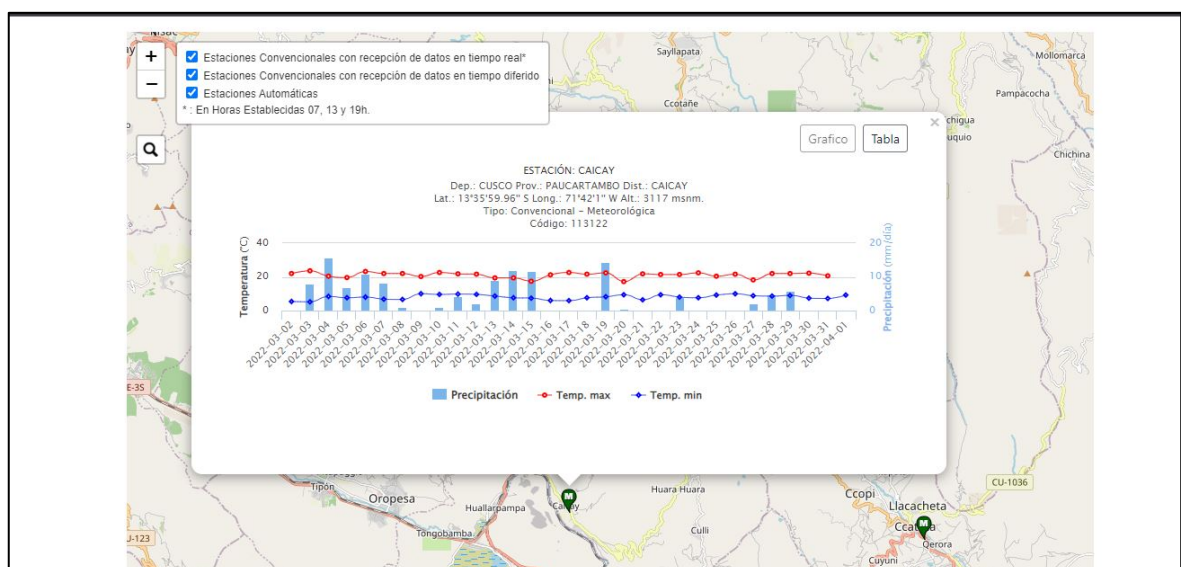 +
−
Estaciones Convencionales con recepción de datos en tiempo real*
Estaciones Convencionales con recepción de datos en tiempo diferido
Estaciones Automáticas
* : En Horas Establecidas 07, 13 y 19h.
Sayllapata
Mollomarca
Ccotañe
Pampacocha
Chichina
×
Grafico
Tabla
ESTACIÓN: CAICAY
Dep.: CUSCO Prov.: PAUCARTAMBO Dist.: CAICAY
Lat.: 13°35'59.96" S Long.: 71°42'1" W Alt.: 3117 msnm.
Tipo: Convencional - Meteorológica
Código: 113122
Temperatura (°C)
40
20
0
20
10
0
Precipitación (mm/día)
2022-03-02
2022-03-03
2022-03-04
2022-03-05
2022-03-06
2022-03-07
2022-03-08
2022-03-09
2022-03-10
2022-03-11
2022-03-12
2022-03-13
2022-03-14
2022-03-15
2022-03-16
2022-03-17
2022-03-18
2022-03-19
2022-03-20
2022-03-21
2022-03-22
2022-03-23
2022-03-24
2022-03-25
2022-03-26
2022-03-27
2022-03-28
2022-03-29
2022-03-30
2022-03-31
2022-04-01
Precipitación
Temp. max
Temp. min
E-3S
Tipón
Oropesa
Huallarpampa
M
Huara Huara
Culli
Tongobamba
Ccopi
Llacacheta
M
Qerora
Cuyuni
CU-1036
U-123